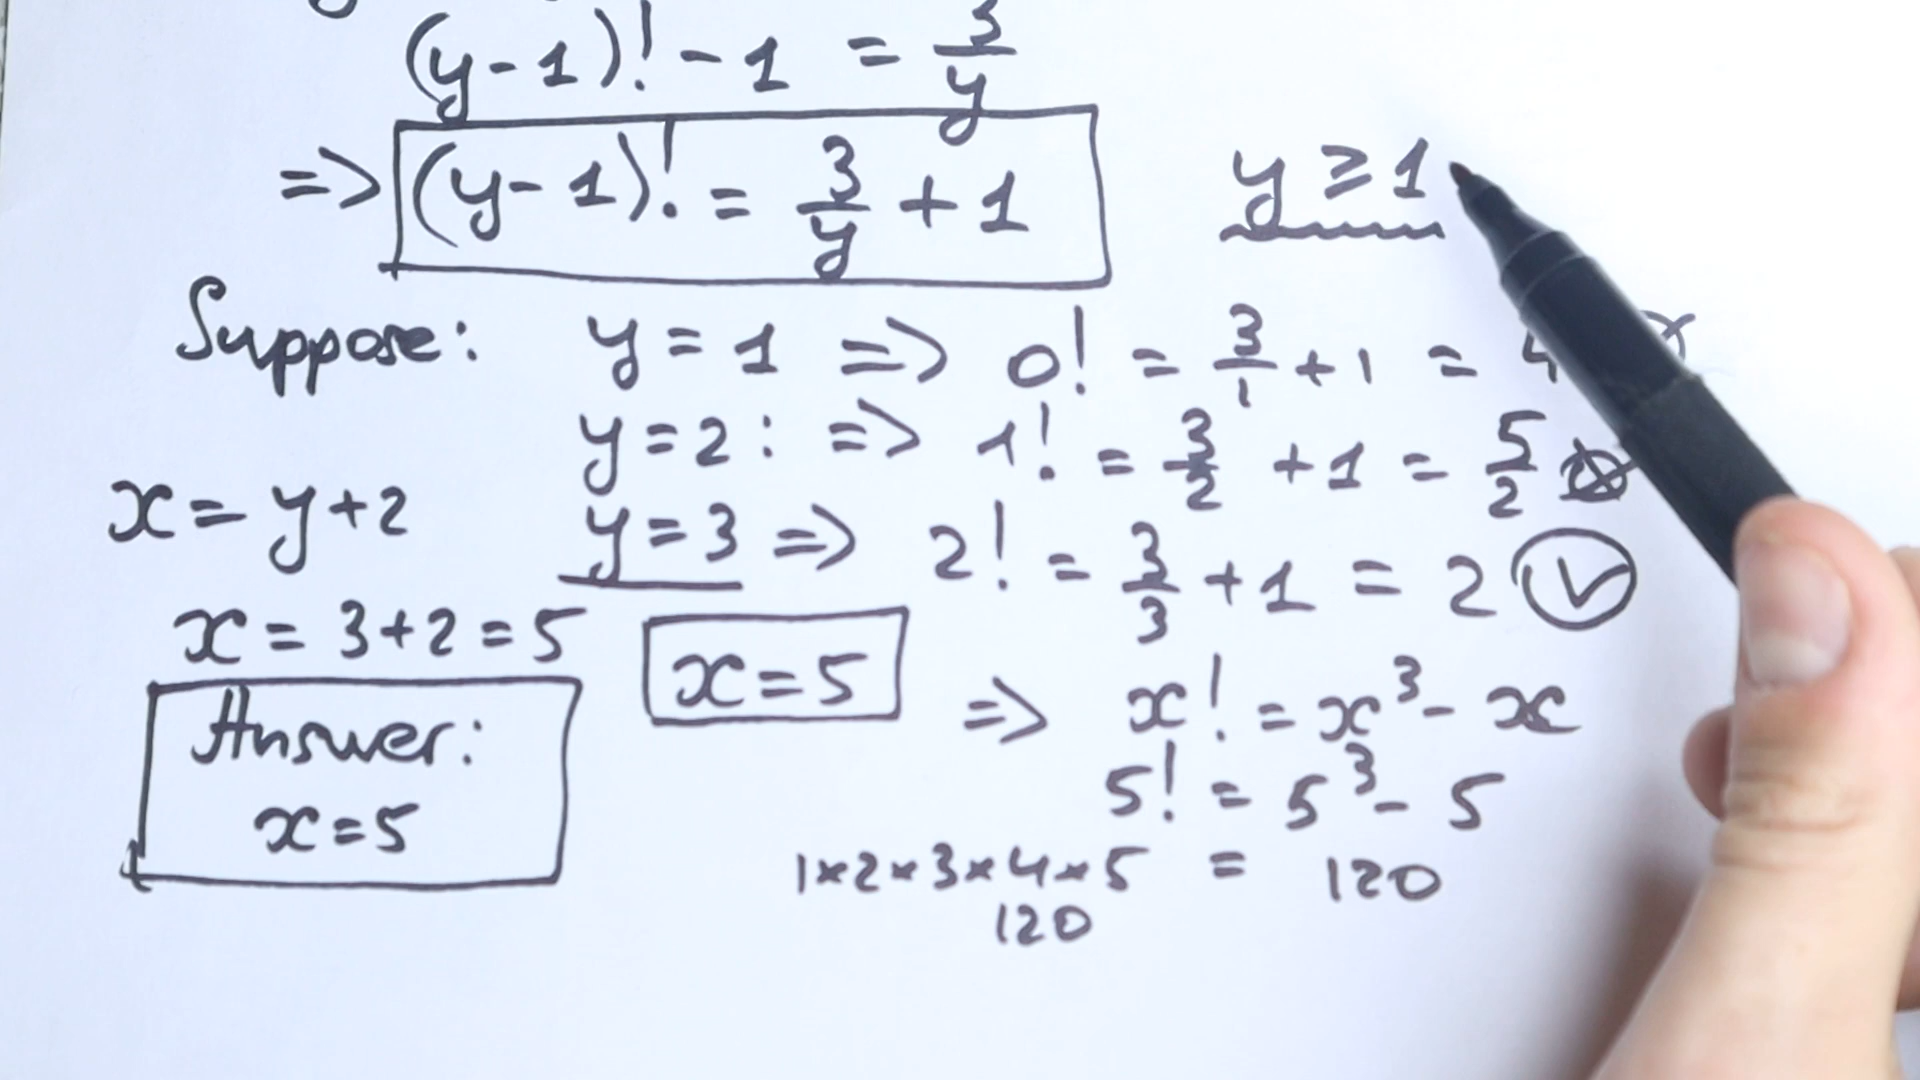 (y-1)! - 1 = 3/y
=> (y-1)! = 3/y + 1
y ≥ 1
Suppose: y = 1 => 0! = 3/1 + 1 = 4
y = 2 : => 1! = 3/2 + 1 = 5/2
x = y + 2
y = 3 => 2! = 3/3 + 1 = 2
x = 3 + 2 = 5
x = 5
=> x! = x³ - x
Answer:
x = 5
5! = 5³ - 5
1 × 2 × 3 × 4 × 5 = 120
120